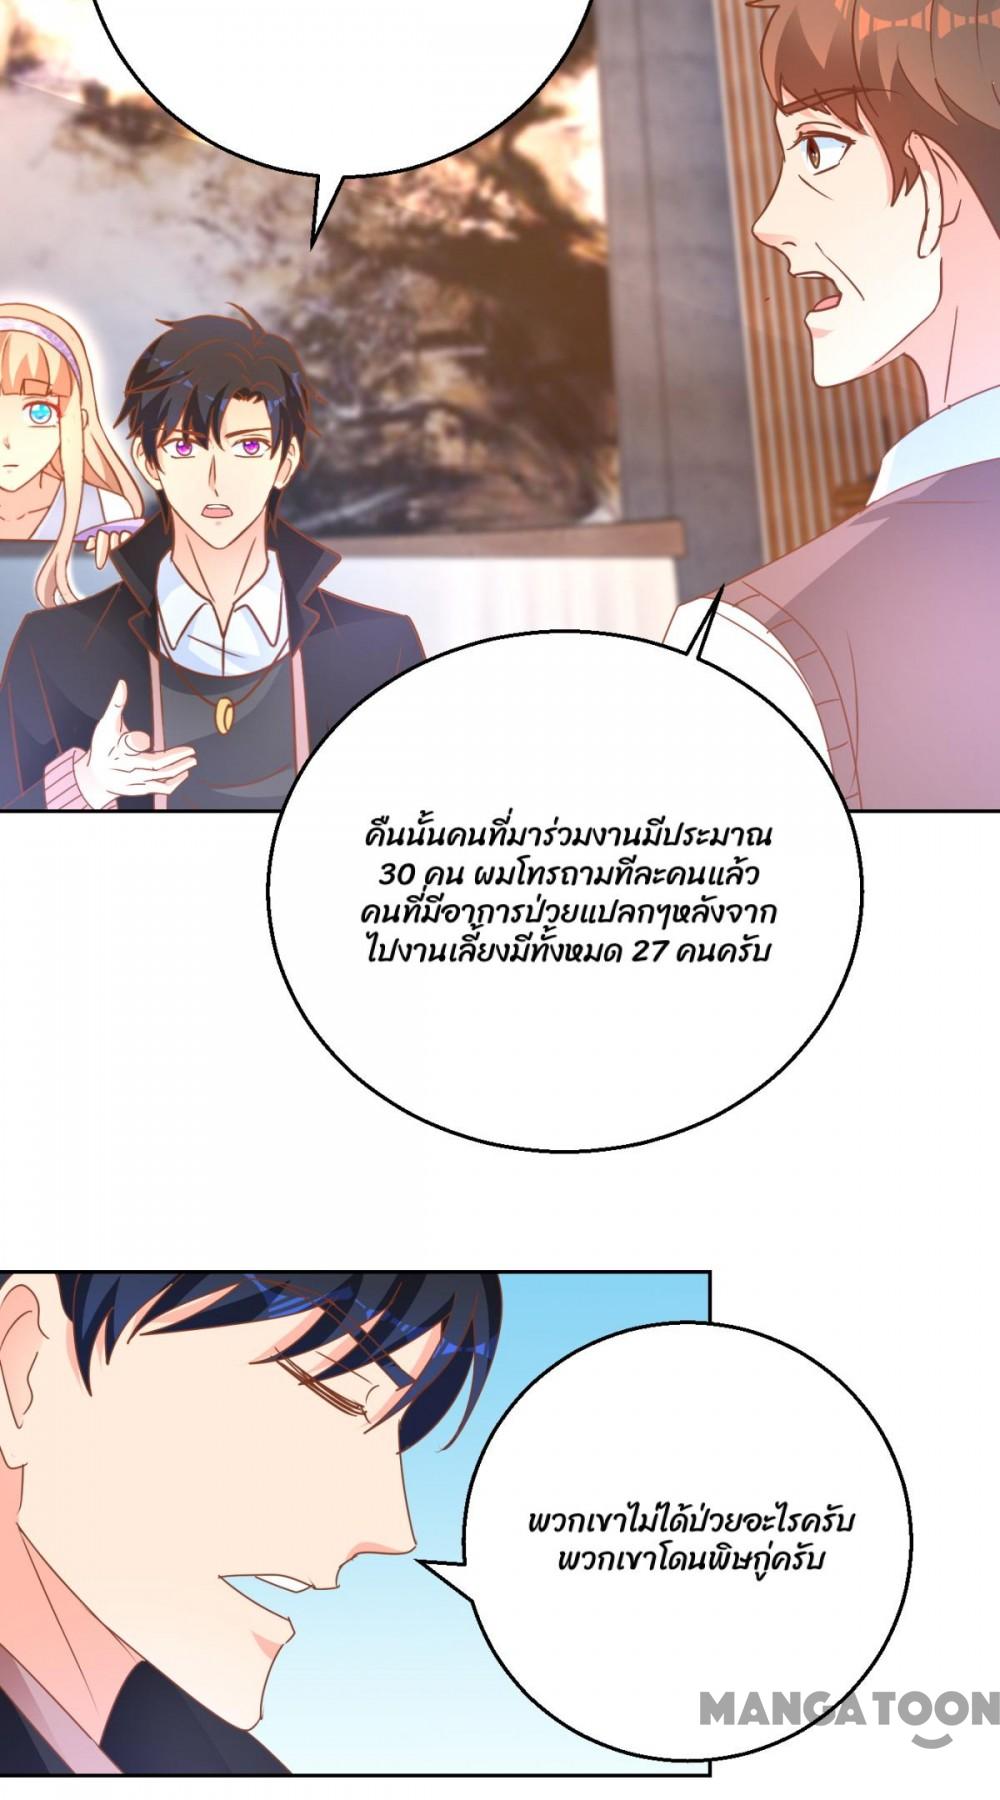 คืนนั้นคนที่มาร่วมงานมีประมาณ
30 คน ผมโทรถามทีละคนแล้ว
คนที่มีอาการป่วยแปลกๆหลังจาก
ไปงานเลี้ยงมีทั้งหมด 27 คนครับ
พวกเขาไม่ได้ป่วยอะไรครับ
พวกเขาโดนพิษกู่ครับ
MANGATOON